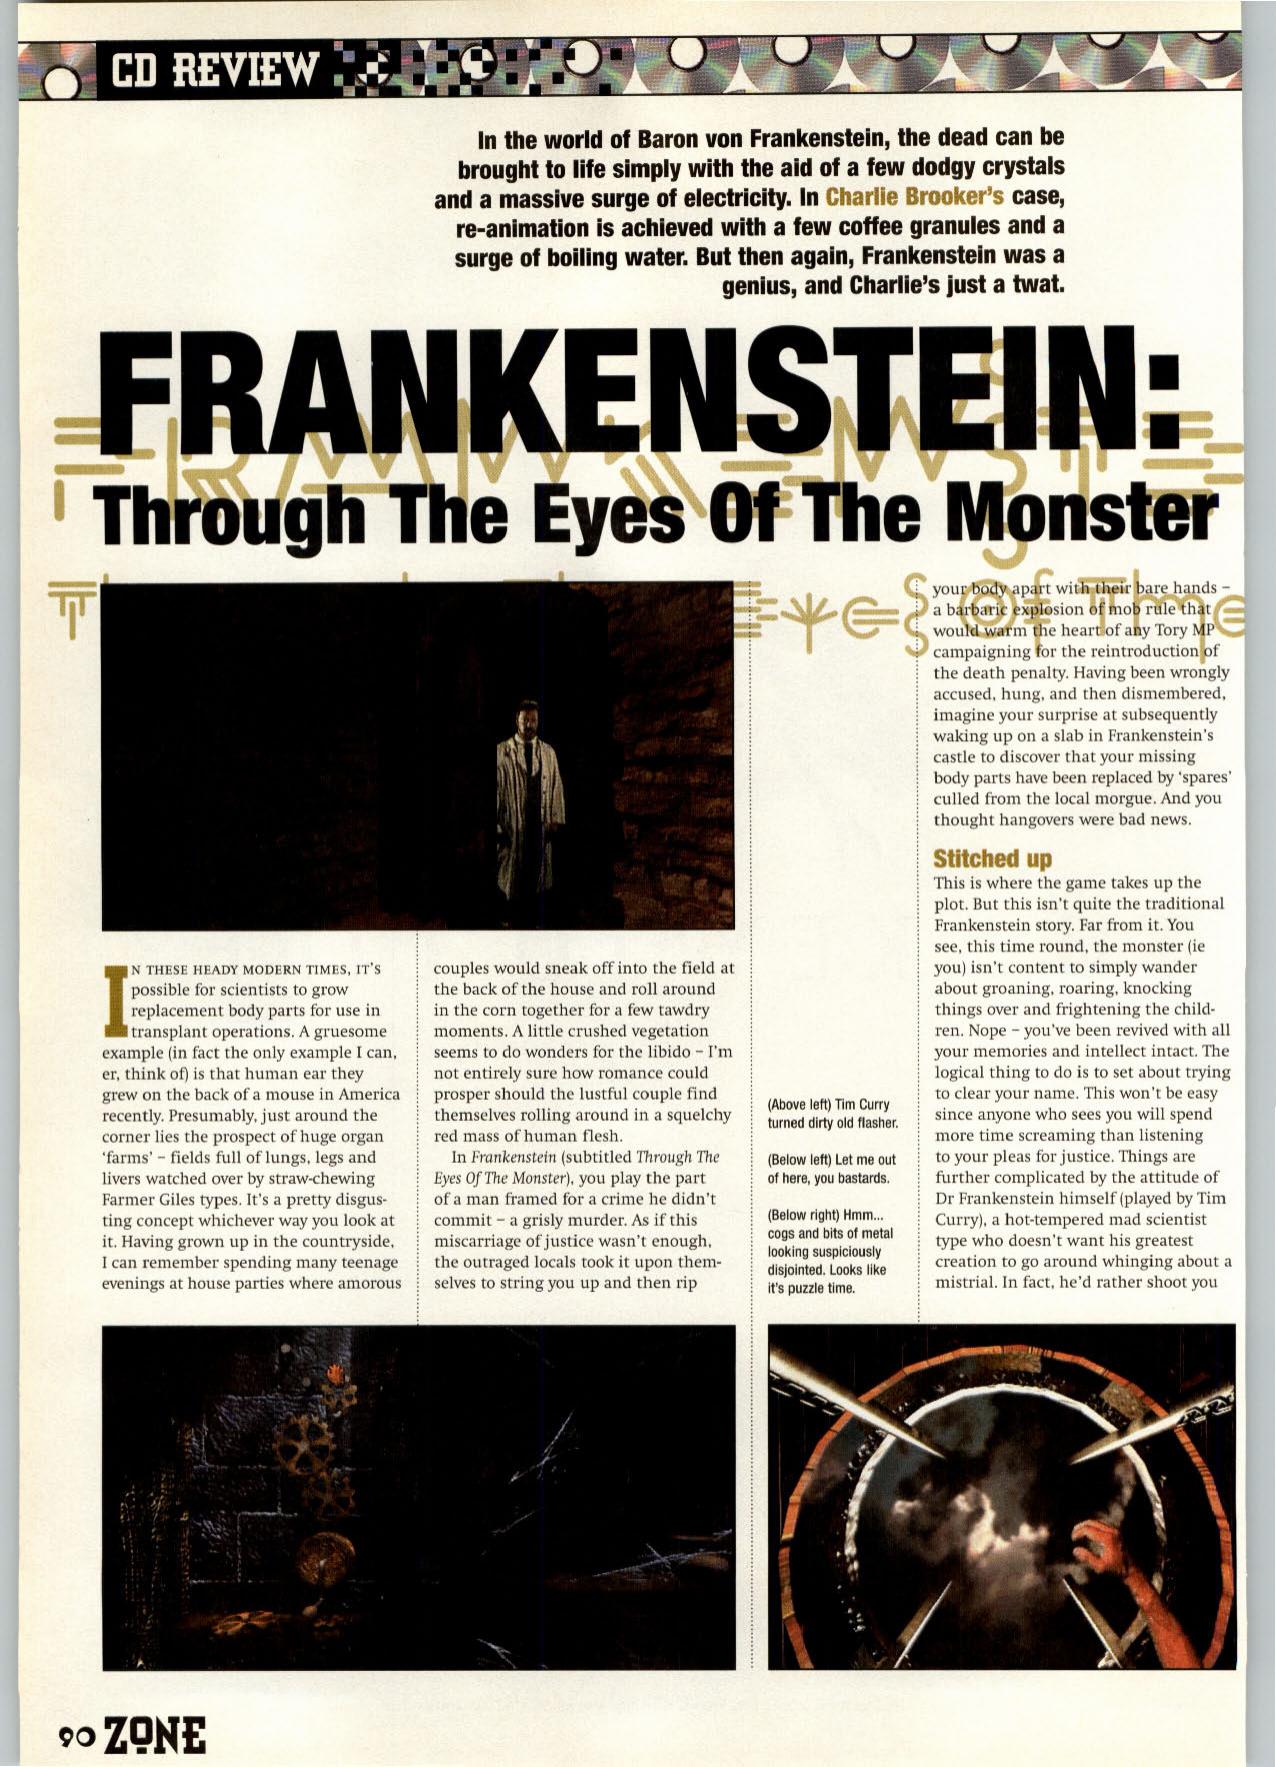 CD REVIEW
In the world of Baron von Frankenstein, the dead can be
brought to life simply with the aid of a few dodgy crystals
and a massive surge of electricity. In Charlie Brooker's case,
re-animation is achieved with a few coffee granules and a
surge of boiling water. But then again, Frankenstein was a
genius, and Charlie's just a twat.
FRANKENSTEIN:
Through The Eyes Of The Monster
IN THESE HEADY MODERN TIMES, IT'S
possible for scientists to grow
replacement body parts for use in
transplant operations. A gruesome
example (in fact the only example I can,
er, think of) is that human ear they
grew on the back of a mouse in America
recently. Presumably, just around the
corner lies the prospect of huge organ
'farms' – fields full of lungs, legs and
livers watched over by straw-chewing
Farmer Giles types. It's a pretty disgus-
ting concept whichever way you look at
it. Having grown up in the countryside,
I can remember spending many teenage
evenings at house parties where amorous
couples would sneak off into the field at
the back of the house and roll around
in the corn together for a few tawdry
moments. A little crushed vegetation
seems to do wonders for the libido – I'm
not entirely sure how romance could
prosper should the lustful couple find
themselves rolling around in a squelchy
red mass of human flesh.
In Frankenstein (subtitled Through The
Eyes Of The Monster), you play the part
of a man framed for a crime he didn't
commit – a grisly murder. As if this
miscarriage of justice wasn't enough,
the outraged locals took it upon them-
selves to string you up and then rip
(Above left) Tim Curry
turned dirty old flasher.
(Below left) Let me out
of here, you bastards.
(Below right) Hmm...
cogs and bits of metal
looking suspiciously
disjointed. Looks like
it's puzzle time.
your body apart with their bare hands –
a barbaric explosion of mob rule that
would warm the heart of any Tory MP
campaigning for the reintroduction of
the death penalty. Having been wrongly
accused, hung, and then dismembered,
imagine your surprise at subsequently
waking up on a slab in Frankenstein's
castle to discover that your missing
body parts have been replaced by 'spares'
culled from the local morgue. And you
thought hangovers were bad news.
Stitched up
This is where the game takes up the
plot. But this isn't quite the traditional
Frankenstein story. Far from it. You
see, this time round, the monster (ie
you) isn't content to simply wander
about groaning, roaring, knocking
things over and frightening the child-
ren. Nope – you've been revived with all
your memories and intellect intact. The
logical thing to do is to set about trying
to clear your name. This won't be easy
since anyone who sees you will spend
more time screaming than listening
to your pleas for justice. Things are
further complicated by the attitude of
Dr Frankenstein himself (played by Tim
Curry), a hot-tempered mad scientist
type who doesn't want his greatest
creation to go around whinging about a
mistrial. In fact, he'd rather shoot you
90 ZONE